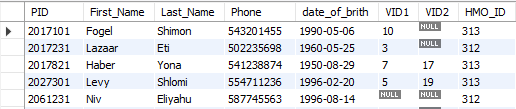 PID First_Name Last_Name Phone date_of_brith VID1 VID2 HMO_ID
2017101 Fogel Shimon 543201455 1990-05-06 10 NULL 313
2017231 Lazaar Eti 502235698 1960-05-25 3 NULL 312
2017821 Haber Yona 541238874 1950-08-29 7 17 313
2027301 Levy Shlomi 554711236 1996-02-20 5 19 313
2061231 Niv Eliyahu 587745563 1996-08-14 NULL NULL 312